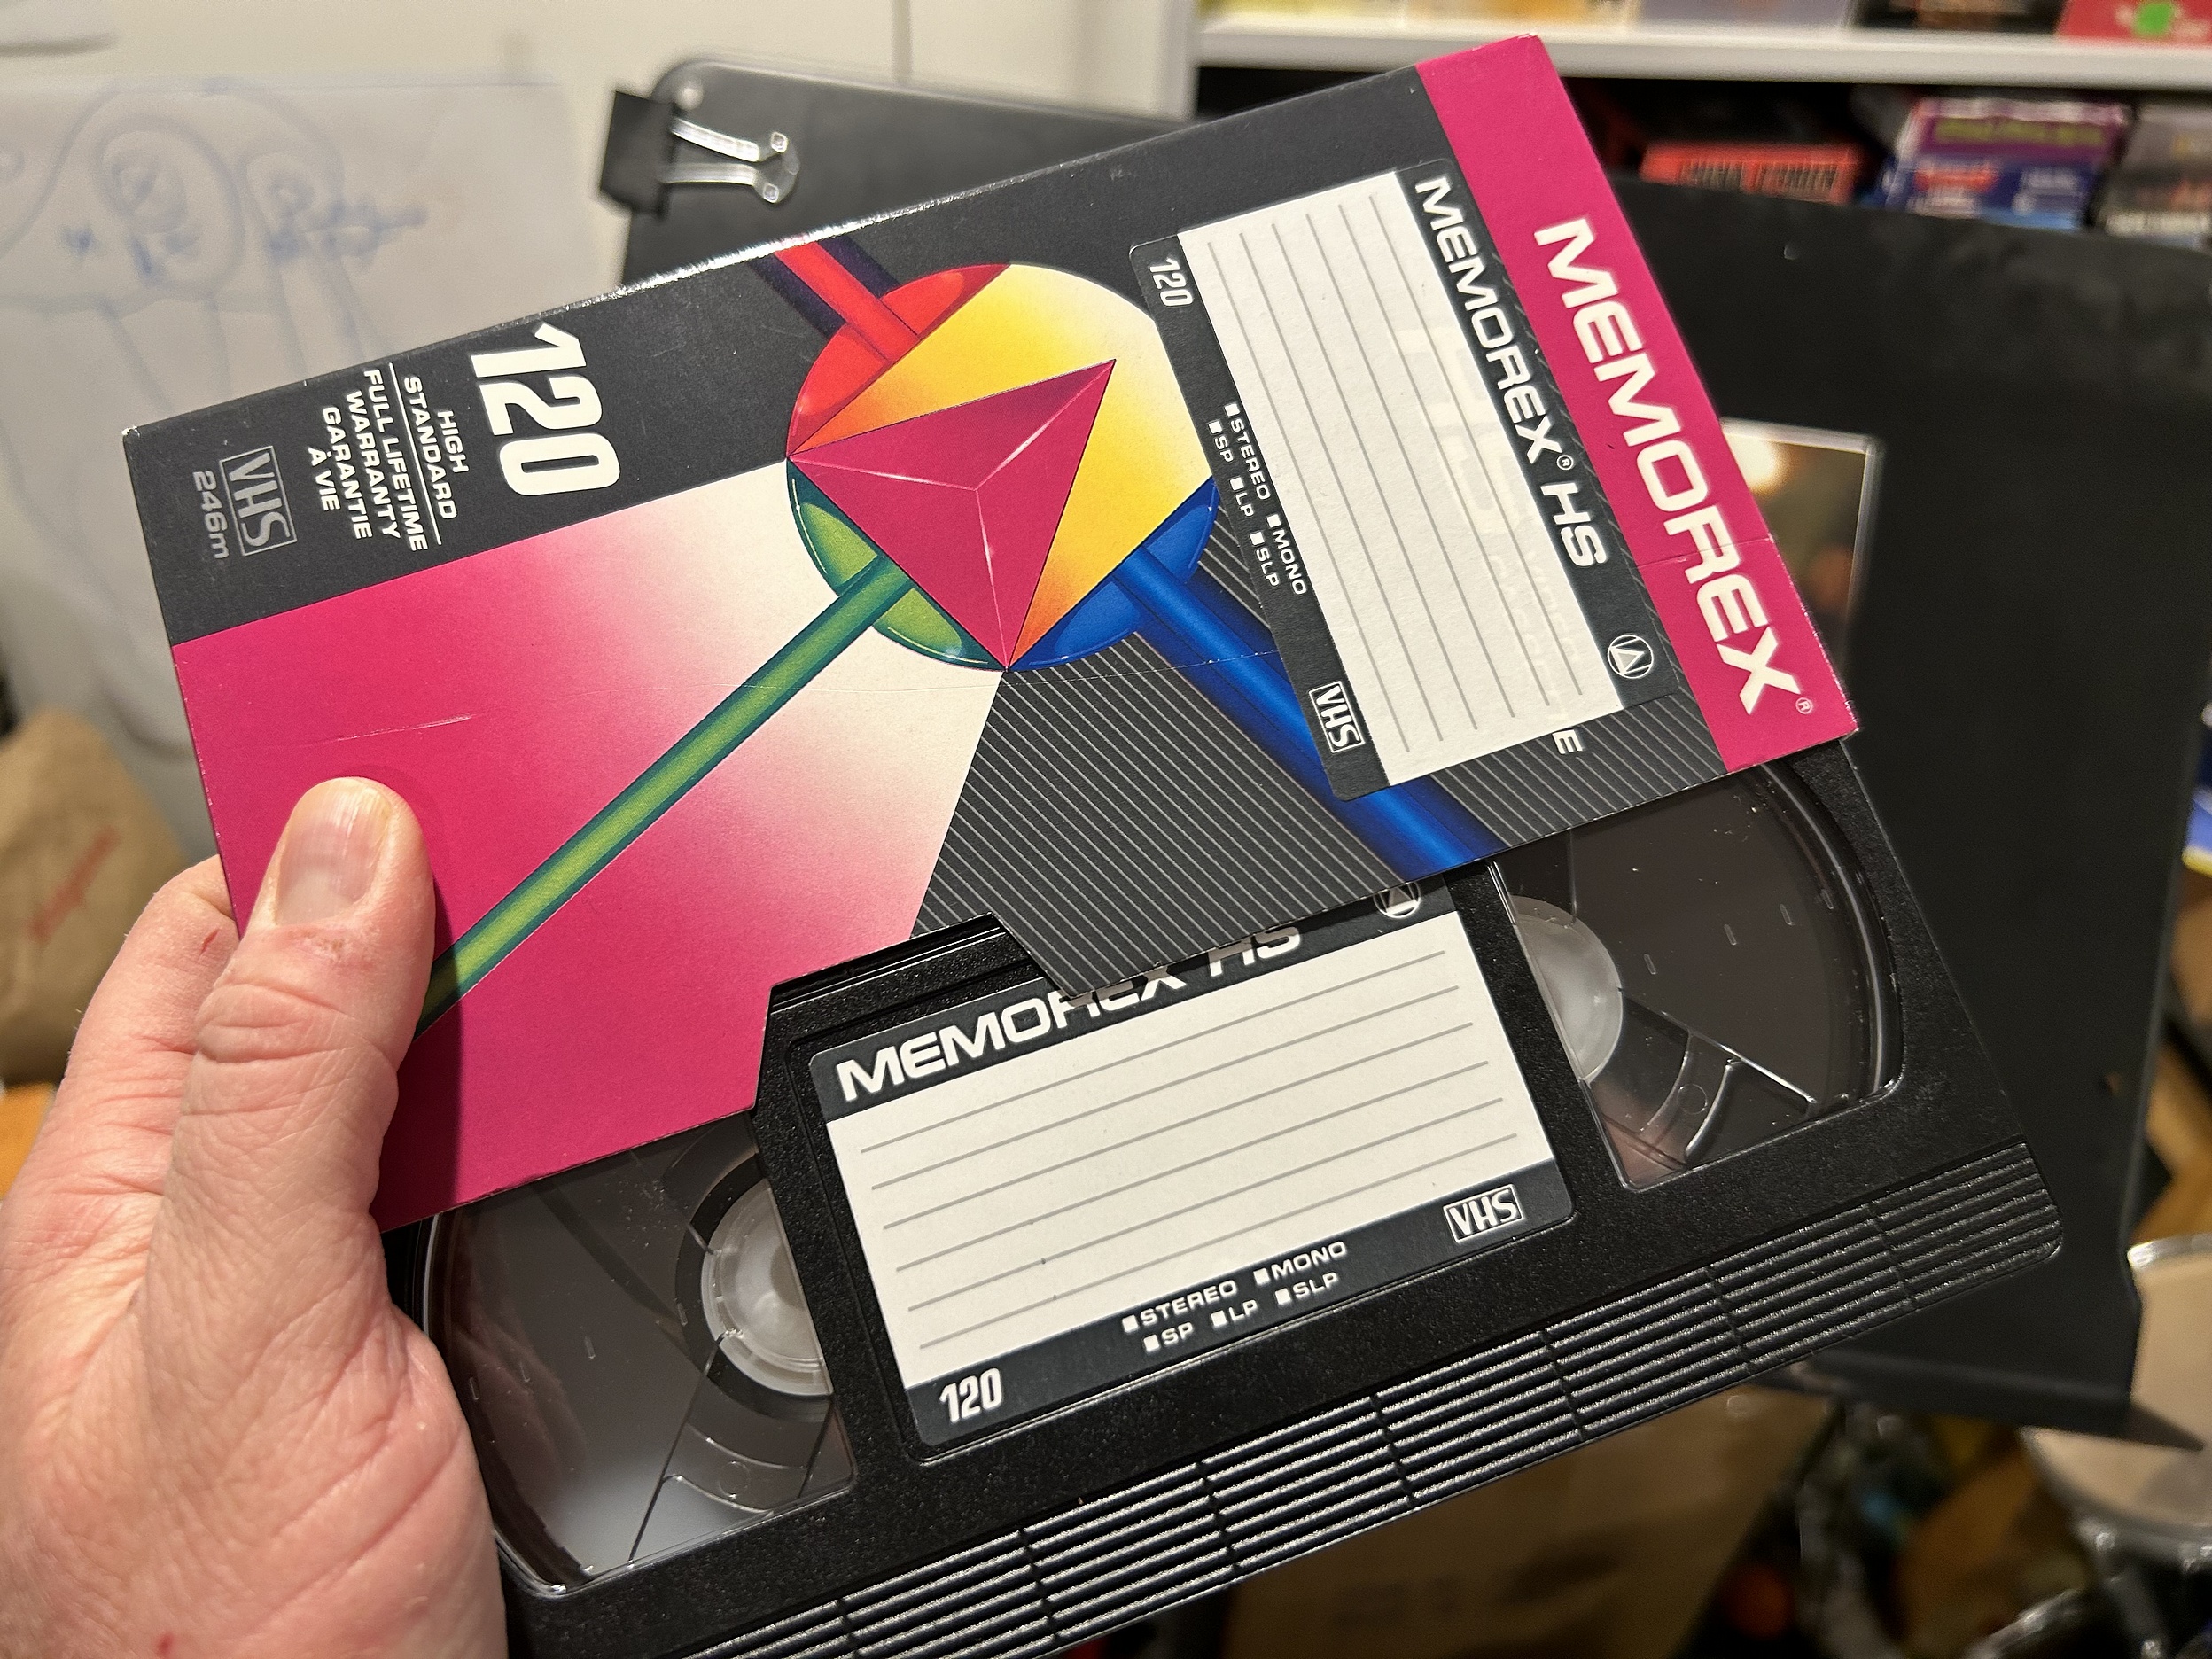 MEMOREX®
MEMOREX® HS
120
■STEREO ■MONO
■SP ■LP ■SLP
VHS
120
HIGH
STANDARD
FULL LIFETIME
WARRANTY
GARANTIE
À VIE
VHS
246m
MEMOREX HS
■STEREO ■MONO
■SP ■LP ■SLP
VHS
120